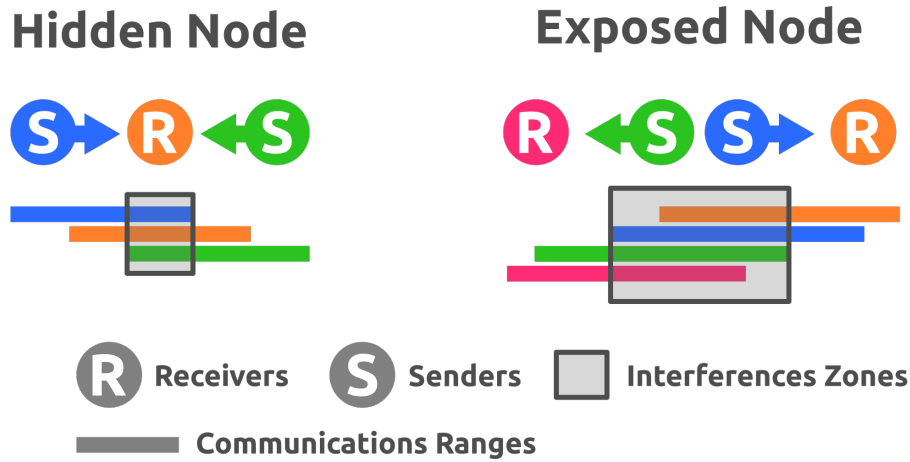 Hidden Node
Exposed Node
S R S
R S S R
R Receivers
S Senders
Interferences Zones
Communications Ranges